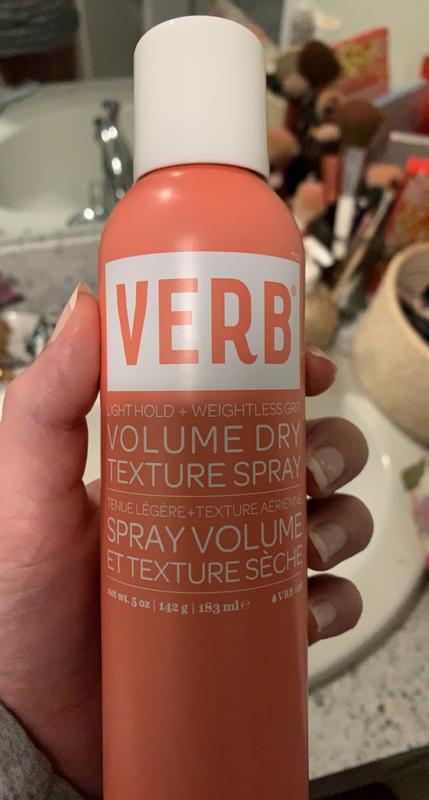 VERB®
LIGHT HOLD + WEIGHTLESS GRIT
VOLUME DRY
TEXTURE SPRAY
TENUE LÉGÈRE + TEXTURE AÉRIENNE
SPRAY VOLUME
ET TEXTURE SÈCHE
net wt. 5 oz | 142 g | 183 ml ℮ VRB